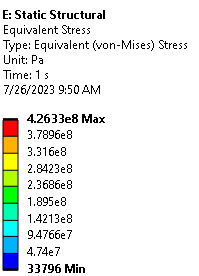 E: Static Structural
Equivalent Stress
Type: Equivalent (von-Mises) Stress
Unit: Pa
Time: 1 s
7/26/2023 9:50 AM
4.2633e8 Max
3.7896e8
3.316e8
2.8423e8
2.3686e8
1.895e8
1.4213e8
9.4766e7
4.74e7
33796 Min